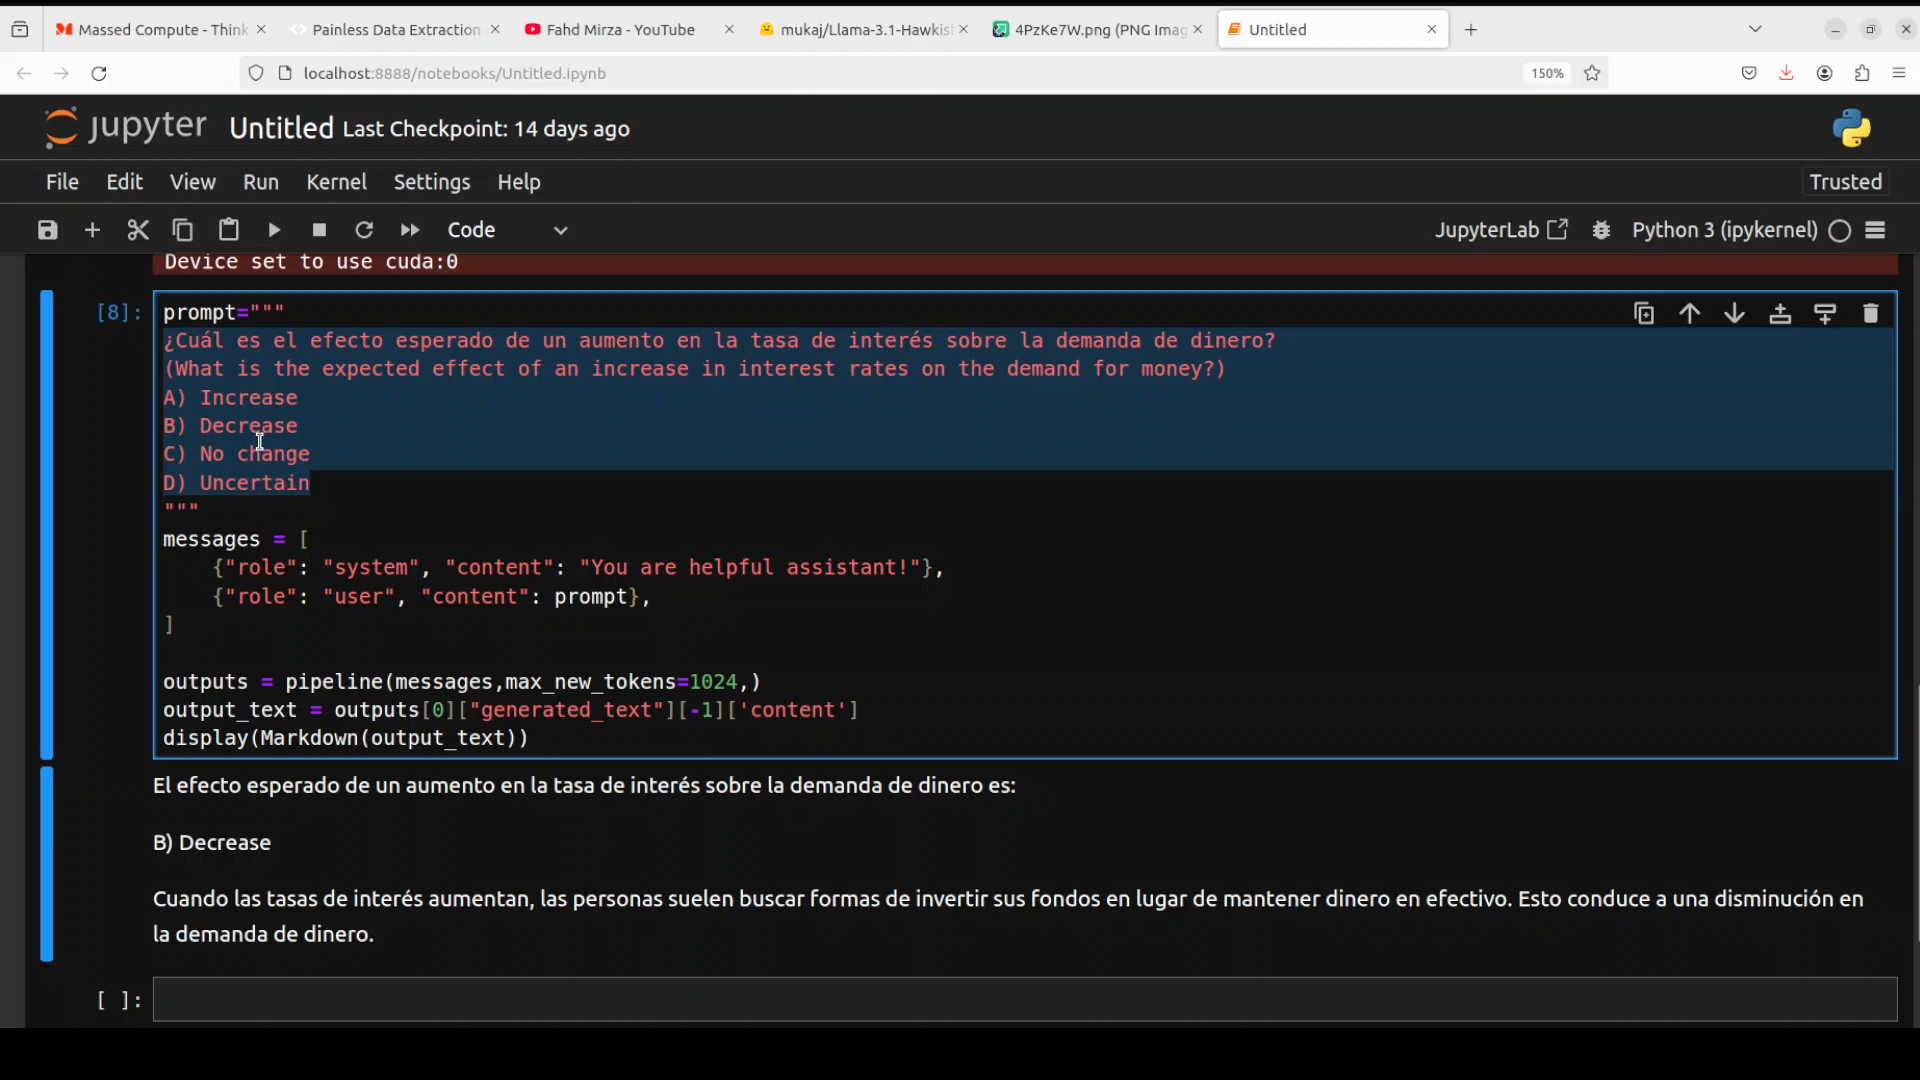 Massed Compute - Think
Painless Data Extraction
Fahd Mirza - YouTube
mukaj/Llama-3.1-Hawkis
4PzKe7W.png (PNG Imag
Untitled
localhost:8888/notebooks/Untitled.ipynb
150%
jupyter Untitled Last Checkpoint: 14 days ago
File Edit View Run Kernel Settings Help
Trusted
Code
JupyterLab
Python 3 (ipykernel)
Device set to use cuda:0
[8]: prompt="""
¿Cuál es el efecto esperado de un aumento en la tasa de interés sobre la demanda de dinero?
(What is the expected effect of an increase in interest rates on the demand for money?)
A) Increase
B) Decrease
C) No change
D) Uncertain
"""
messages = [
    {"role": "system", "content": "You are helpful assistant!"},
    {"role": "user", "content": prompt},
]
outputs = pipeline(messages,max_new_tokens=1024,)
output_text = outputs[0]["generated_text"][-1]['content']
display(Markdown(output_text))
El efecto esperado de un aumento en la tasa de interés sobre la demanda de dinero es:
B) Decrease
Cuando las tasas de interés aumentan, las personas suelen buscar formas de invertir sus fondos en lugar de mantener dinero en efectivo. Esto conduce a una disminución en
la demanda de dinero.
[ ]: